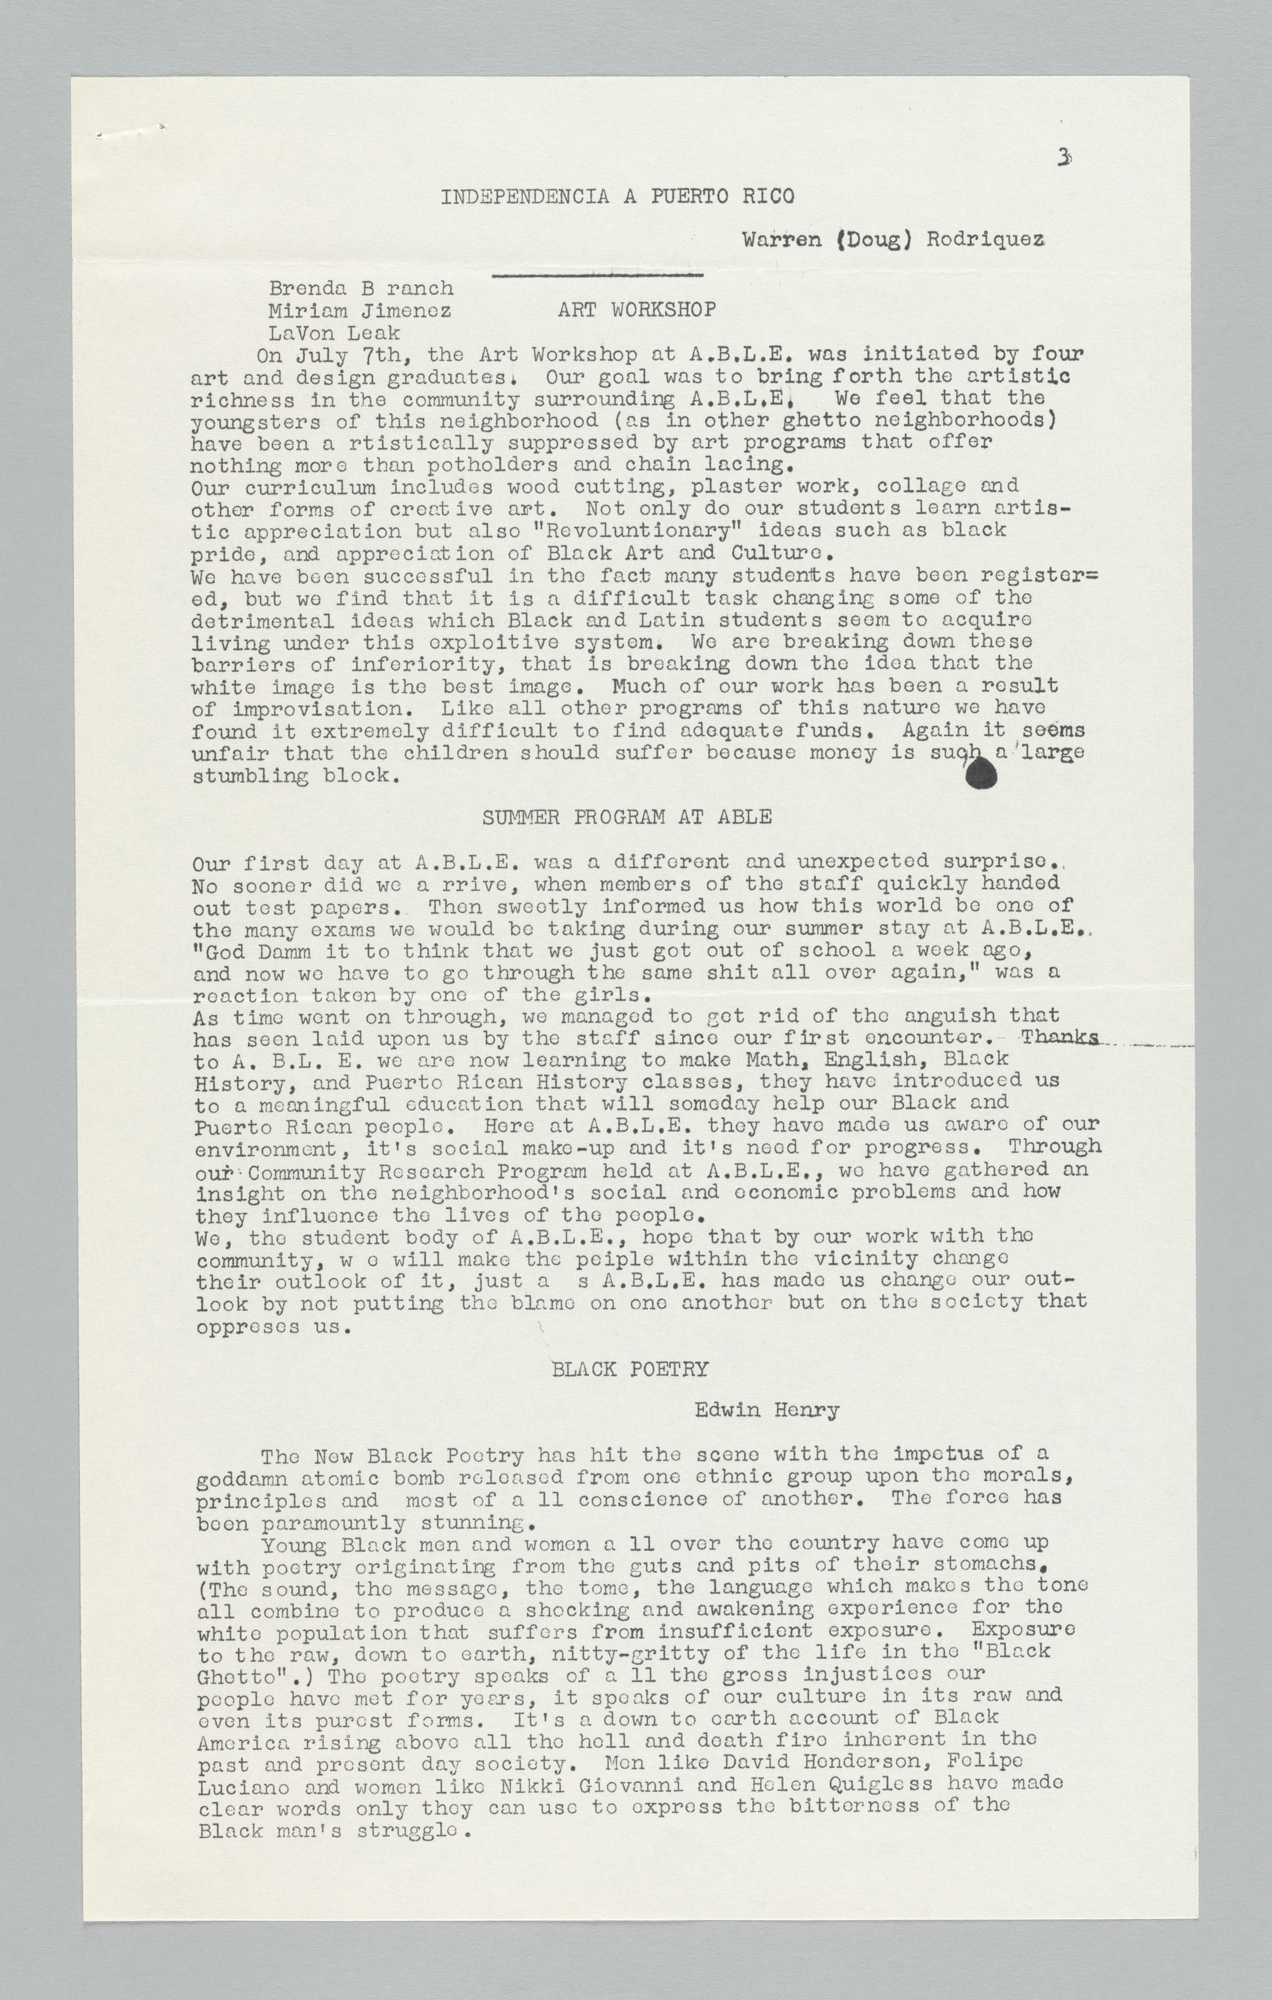 3
INDEPENDENCIA A PUERTO RICO
Warren (Doug) Rodriquez
Brenda B ranch
Miriam Jimenez ART WORKSHOP
LaVon Leak
On July 7th, the Art Workshop at A.B.L.E. was initiated by four
art and design graduates. Our goal was to bring forth the artistic
richness in the community surrounding A.B.L.E. We feel that the
youngsters of this neighborhood (as in other ghetto neighborhoods)
have been a rtistically suppressed by art programs that offer
nothing more than potholders and chain lacing.
Our curriculum includes wood cutting, plaster work, collage and
other forms of creative art. Not only do our students learn artis-
tic appreciation but also "Revoluntionary" ideas such as black
pride, and appreciation of Black Art and Culture.
We have been successful in the fact many students have been register=
ed, but we find that it is a difficult task changing some of the
detrimental ideas which Black and Latin students seem to acquire
living under this exploitive system. We are breaking down these
barriers of inferiority, that is breaking down the idea that the
white image is the best image. Much of our work has been a result
of improvisation. Like all other programs of this nature we have
found it extremely difficult to find adequate funds. Again it seems
unfair that the children should suffer because money is such a large
stumbling block.
SUMMER PROGRAM AT ABLE
Our first day at A.B.L.E. was a different and unexpected surprise..
No sooner did we a rrive, when members of the staff quickly handed
out test papers. Then sweetly informed us how this world be one of
the many exams we would be taking during our summer stay at A.B.L.E..
"God Damm it to think that we just got out of school a week ago,
and now we have to go through the same shit all over again," was a
reaction taken by one of the girls.
As time went on through, we managed to get rid of the anguish that
has seen laid upon us by the staff since our first encounter. Thanks
to A. B.L. E. we are now learning to make Math, English, Black
History, and Puerto Rican History classes, they have introduced us
to a meaningful education that will someday help our Black and
Puerto Rican people. Here at A.B.L.E. they have made us aware of our
environment, it's social make-up and it's need for progress. Through
our Community Research Program held at A.B.L.E., we have gathered an
insight on the neighborhood's social and economic problems and how
they influence the lives of the people.
We, the student body of A.B.L.E., hope that by our work with the
community, w e will make the peiple within the vicinity change
their outlook of it, just a s A.B.L.E. has made us change our out-
look by not putting the blame on one another but on the society that
oppreses us.
BLACK POETRY
Edwin Henry
The New Black Poetry has hit the scene with the impetus of a
goddamn atomic bomb released from one ethnic group upon the morals,
principles and most of a ll conscience of another. The force has
been paramountly stunning.
Young Black men and women a ll over the country have come up
with poetry originating from the guts and pits of their stomachs.
(The sound, the message, the tome, the language which makes the tone
all combine to produce a shocking and awakening experience for the
white population that suffers from insufficient exposure. Exposure
to the raw, down to earth, nitty-gritty of the life in the "Black
Ghetto".) The poetry speaks of a ll the gross injustices our
people have met for years, it speaks of our culture in its raw and
even its purest forms. It's a down to earth account of Black
America rising above all the hell and death fire inherent in the
past and present day society. Men like David Henderson, Felipe
Luciano and women like Nikki Giovanni and Helen Quigless have made
clear words only they can use to express the bitterness of the
Black man's struggle.